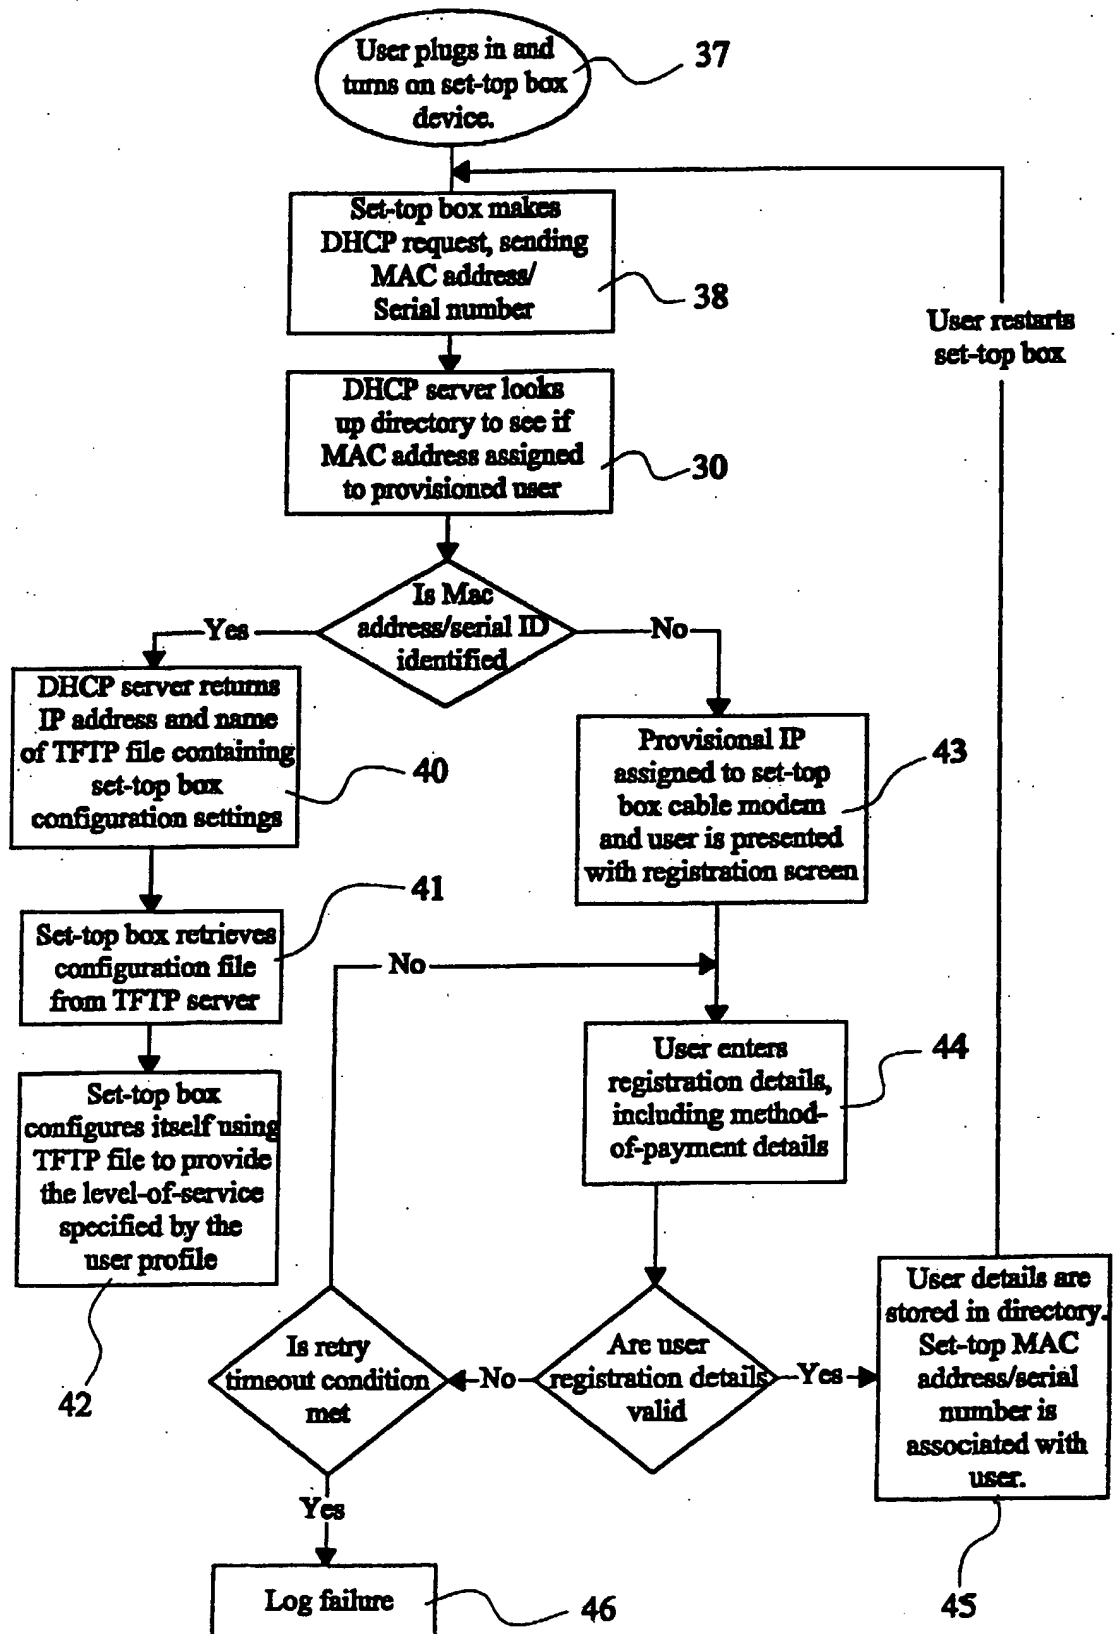 User plugs in and
turns on set-top box
device.
37
Set-top box makes
DHCP request, sending
MAC address/
Serial number
38
User restarts
set-top box
DHCP server looks
up directory to see if
MAC address assigned
to provisioned user
30
Is Mac
address/serial ID
identified
Yes
No
DHCP server returns
IP address and name
of TFTP file containing
set-top box
configuration settings
40
Provisional IP
assigned to set-top
box cable modem
and user is presented
with registration screen
43
41
Set-top box retrieves
configuration file
from TFTP server
No
User enters
registration details,
including method-
of-payment details
44
Set-top box
configures itself using
TFTP file to provide
the level-of-service
specified by the
user profile
42
Is retry
timeout condition
met
No
Are user
registration details
valid
Yes
User details are
stored in directory.
Set-top MAC
address/serial
number is
associated with
user.
45
Yes
Log failure
46